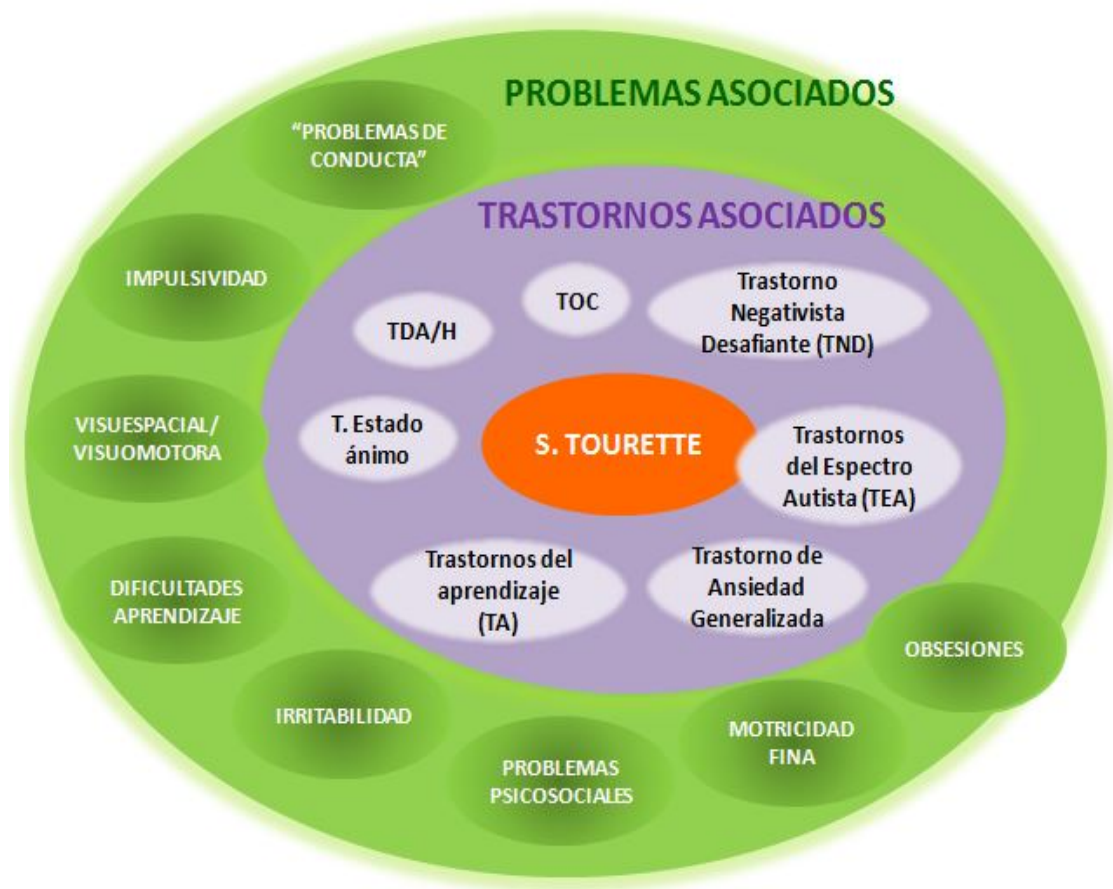 PROBLEMAS ASOCIADOS
“PROBLEMAS DE
CONDUCTA”
TRASTORNOS ASOCIADOS
IMPULSIVIDAD
TDA/H
TOC
Trastorno
Negativista
Desafiante (TND)
VISUESPACIAL/
VISUOMOTORA
T. Estado
ánimo
S. TOURETTE
Trastornos
del Espectro
Autista (TEA)
DIFICULTADES
APRENDIZAJE
Trastornos del
aprendizaje
(TA)
Trastorno de
Ansiedad
Generalizada
OBSESIONES
IRRITABILIDAD
MOTRICIDAD
FINA
PROBLEMAS
PSICOSOCIALES